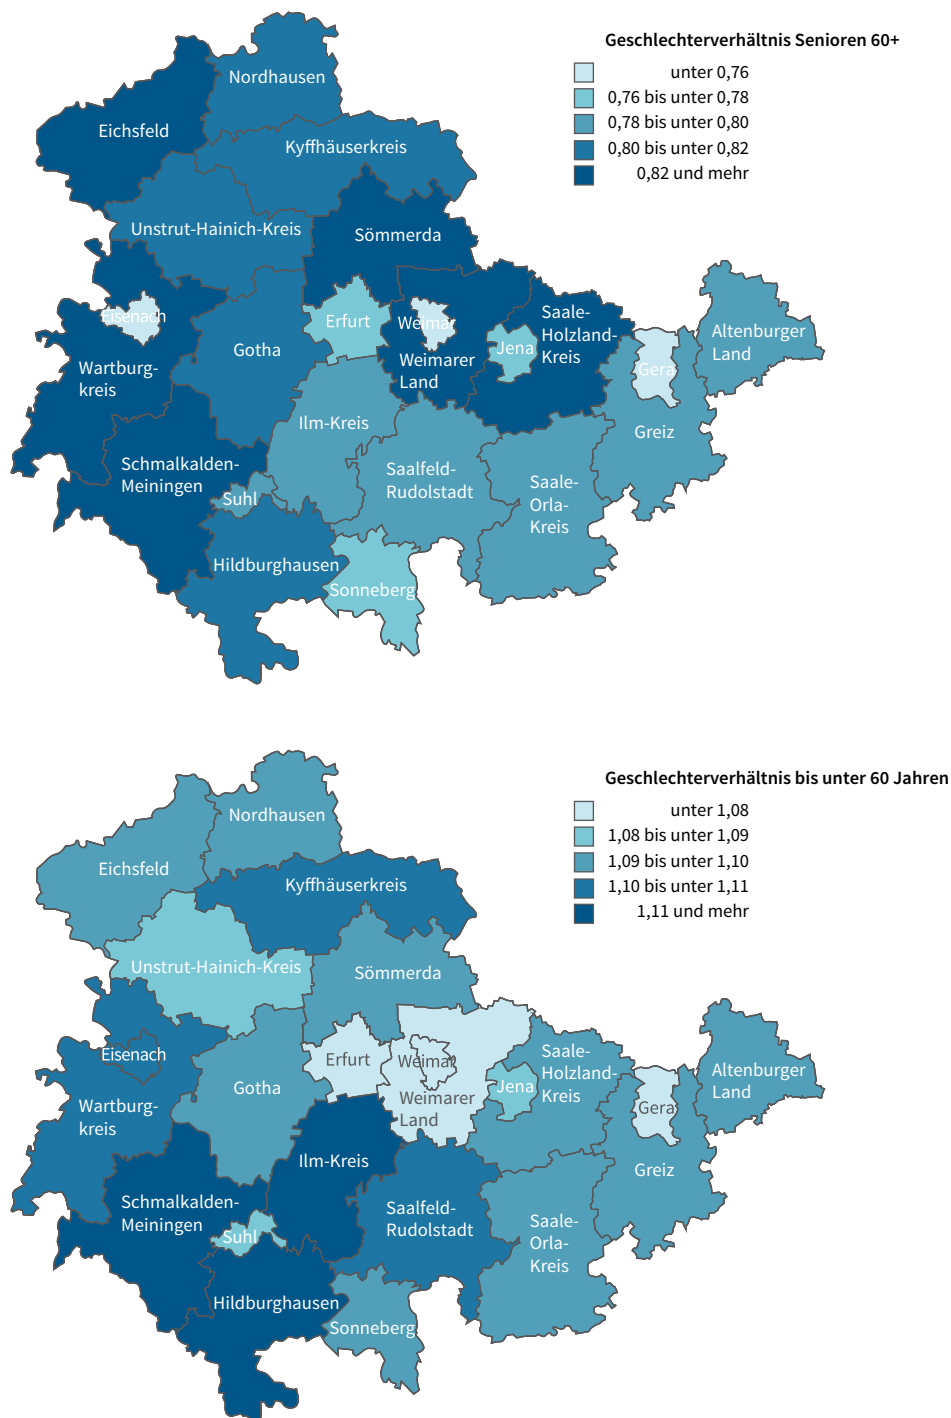 Geschlechterverhältnis Senioren 60+
unter 0,76
0,76 bis unter 0,78
0,78 bis unter 0,80
0,80 bis unter 0,82
0,82 und mehr
Nordhausen
Eichsfeld
Kyffhäuserkreis
Unstrut-Hainich-Kreis
Sömmerda
Eisenach
Erfurt
Weimar
Saale-
Holzland-
Kreis
Jena
Altenburger
Land
Gotha
Weimarer
Land
Gera
Wartburg-
kreis
Ilm-Kreis
Greiz
Schmalkalden-
Meiningen
Suhl
Saalfeld-
Rudolstadt
Saale-
Orla-
Kreis
Hildburghausen
Sonneberg
Geschlechterverhältnis bis unter 60 Jahren
unter 1,08
1,08 bis unter 1,09
1,09 bis unter 1,10
1,10 bis unter 1,11
1,11 und mehr
Nordhausen
Eichsfeld
Kyffhäuserkreis
Unstrut-Hainich-Kreis
Sömmerda
Eisenach
Erfurt
Weimar
Saale-
Holzland-
Kreis
Jena
Altenburger
Land
Gotha
Weimarer
Land
Gera
Wartburg-
kreis
Ilm-Kreis
Greiz
Schmalkalden-
Meiningen
Suhl
Saalfeld-
Rudolstadt
Saale-
Orla-
Kreis
Hildburghausen
Sonneberg